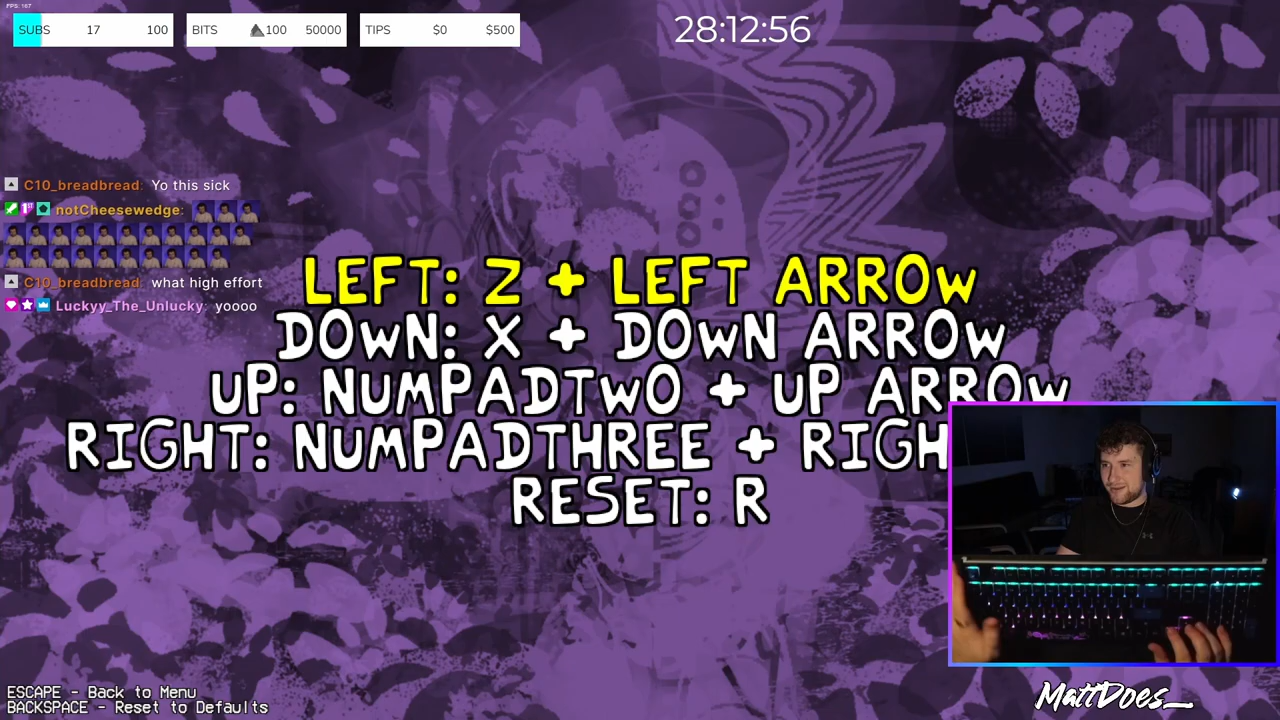 FPS: 167
SUBS 17 100 BITS 100 50000 TIPS $0 $500
28:12:56
C10_breadbread: Yo this sick
notCheesewedge:
C10_breadbread: what high effort
Luckyy_The_Unlucky: yoooo
LEFT: Z + LEFT ARROW
DOWN: X + DOWN ARROW
UP: NUMPADTWO + UP ARROW
RIGHT: NUMPADTHREE + RIGH
RESET: R
ESCAPE - Back to Menu
BACKSPACE - Reset to Defaults
MattDoes_